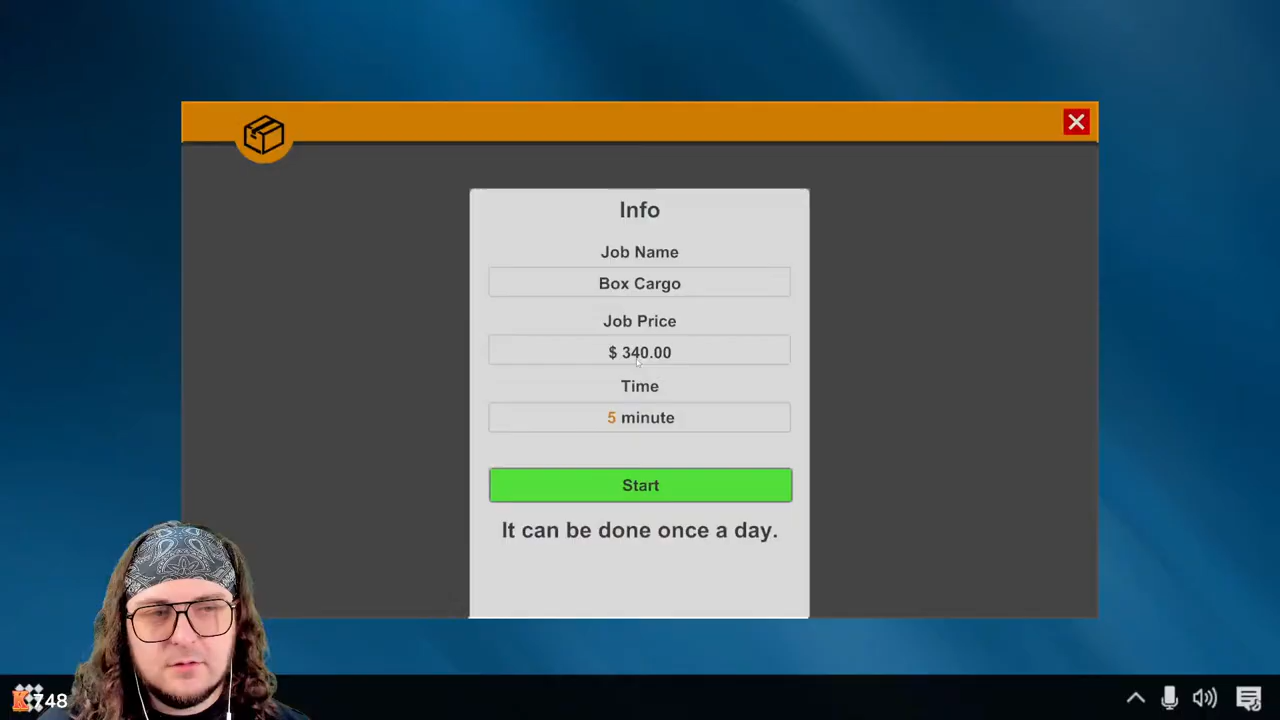 Info
Job Name
Box Cargo
Job Price
$ 340.00
Time
5 minute
Start
It can be done once a day.
K748